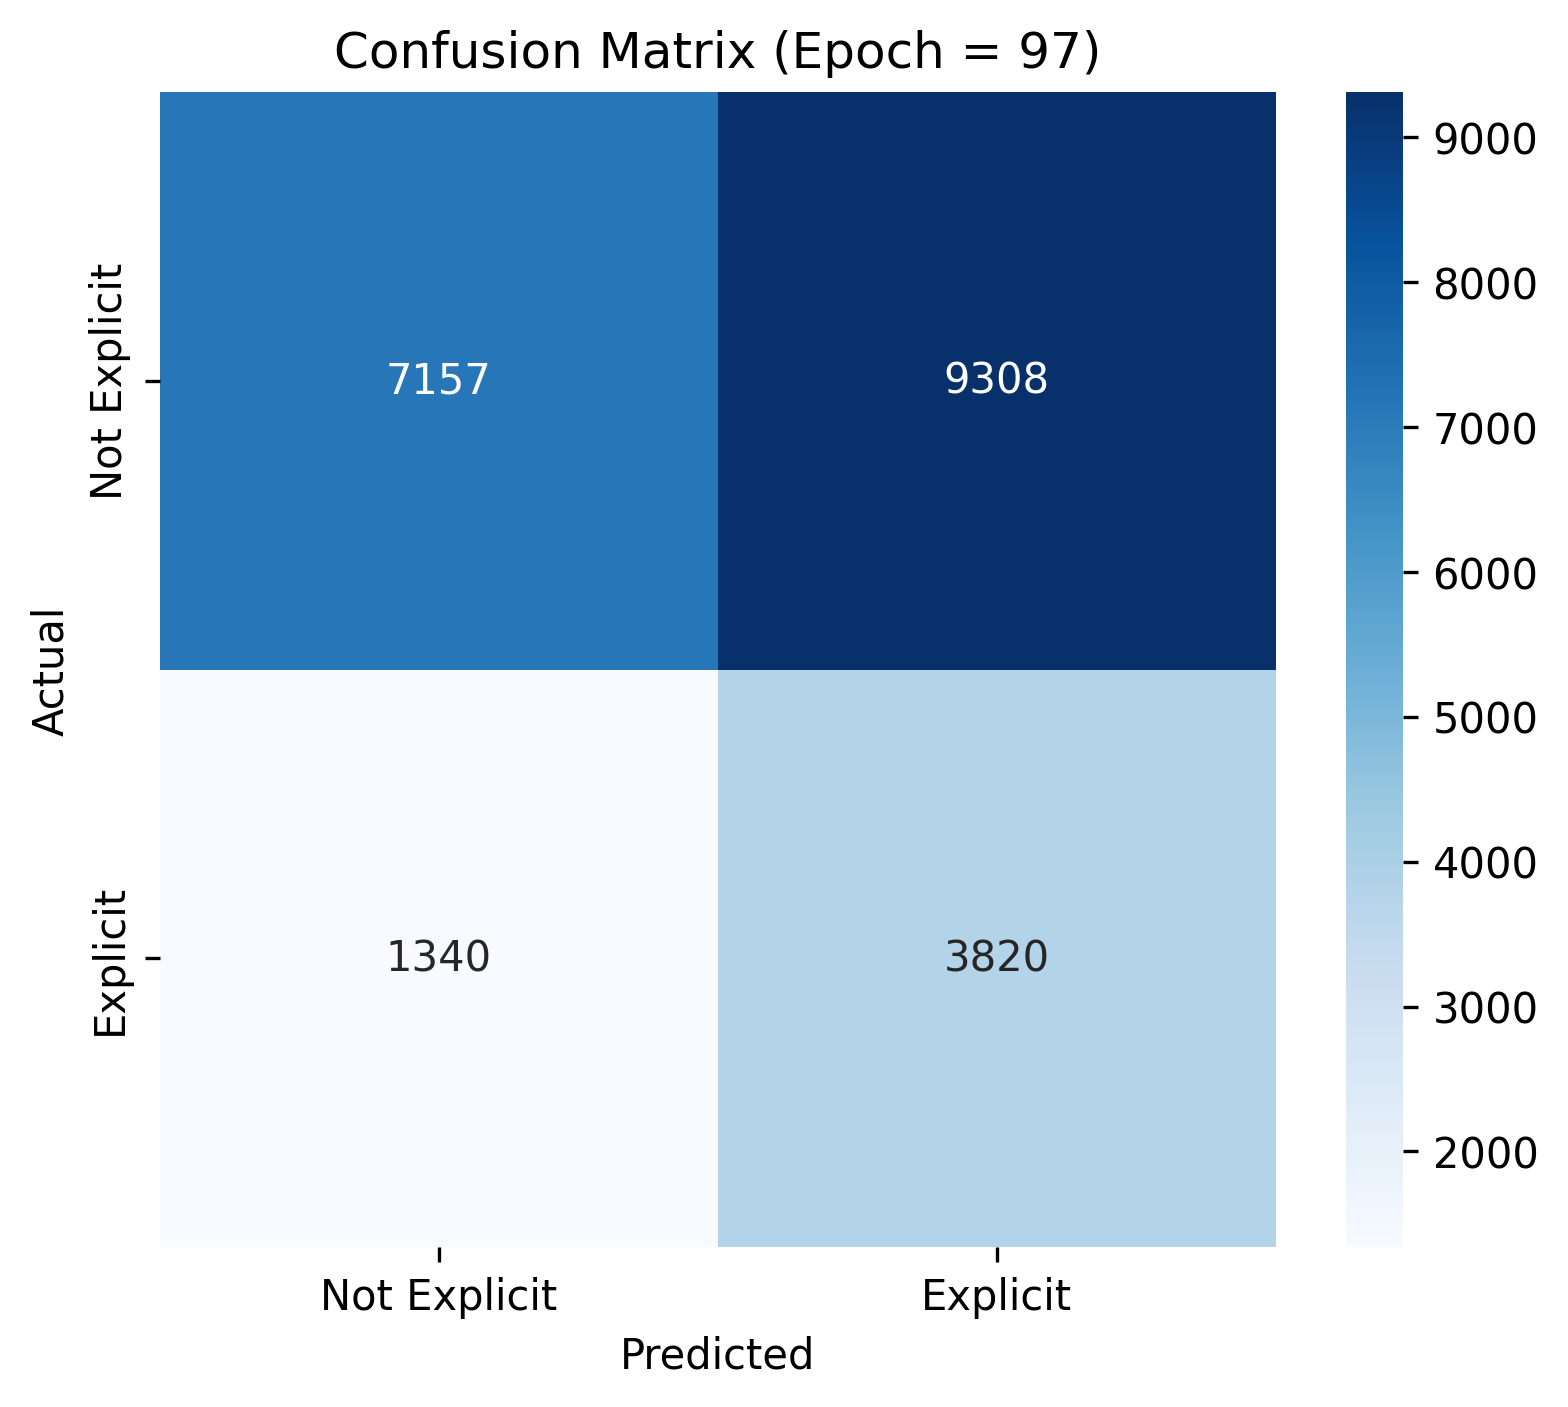 Confusion Matrix (Epoch = 97)
Actual
Not Explicit
Explicit
7157
9308
1340
3820
Not Explicit
Explicit
Predicted
9000
8000
7000
6000
5000
4000
3000
2000